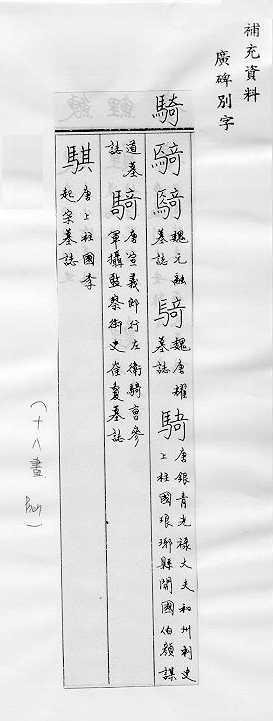 補充資料
廣碑別字
騎
騎 騎 魏元融墓誌 騎 魏唐耀墓誌 騎 唐銀青光祿大夫和州刺史上柱國琅瑘縣開國伯顏謀
道墓誌 騎 唐宣義郎行左衛騎曹參軍攝監察御史崔夐墓誌
騏 唐上柱國李起宗墓誌
(十八畫)